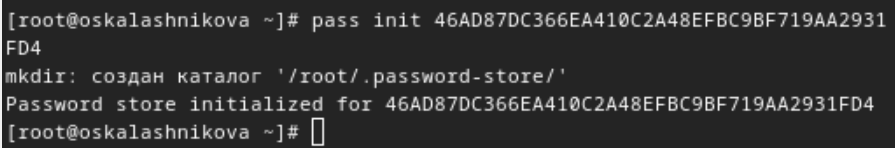 [root@oskalashnikova ~]# pass init 46AD87DC366EA410C2A48EFBC9BF719AA2931
FD4
mkdir: создан каталог '/root/.password-store/'
Password store initialized for 46AD87DC366EA410C2A48EFBC9BF719AA2931FD4
[root@oskalashnikova ~]#